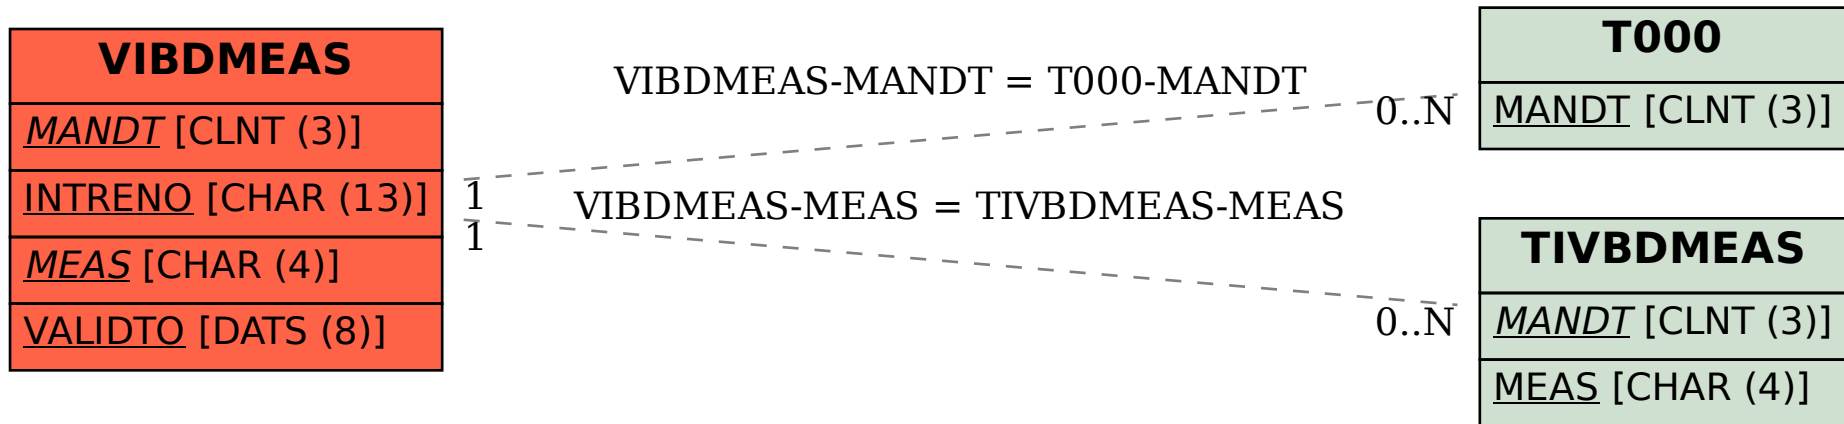 VIBDMEAS
MANDT [CLNT (3)]
INTRENO [CHAR (13)]
MEAS [CHAR (4)]
VALIDTO [DATS (8)]
VIBDMEAS-MANDT = T000-MANDT
0..N
1
VIBDMEAS-MEAS = TIVBDMEAS-MEAS
1
0..N
T000
MANDT [CLNT (3)]
TIVBDMEAS
MANDT [CLNT (3)]
MEAS [CHAR (4)]